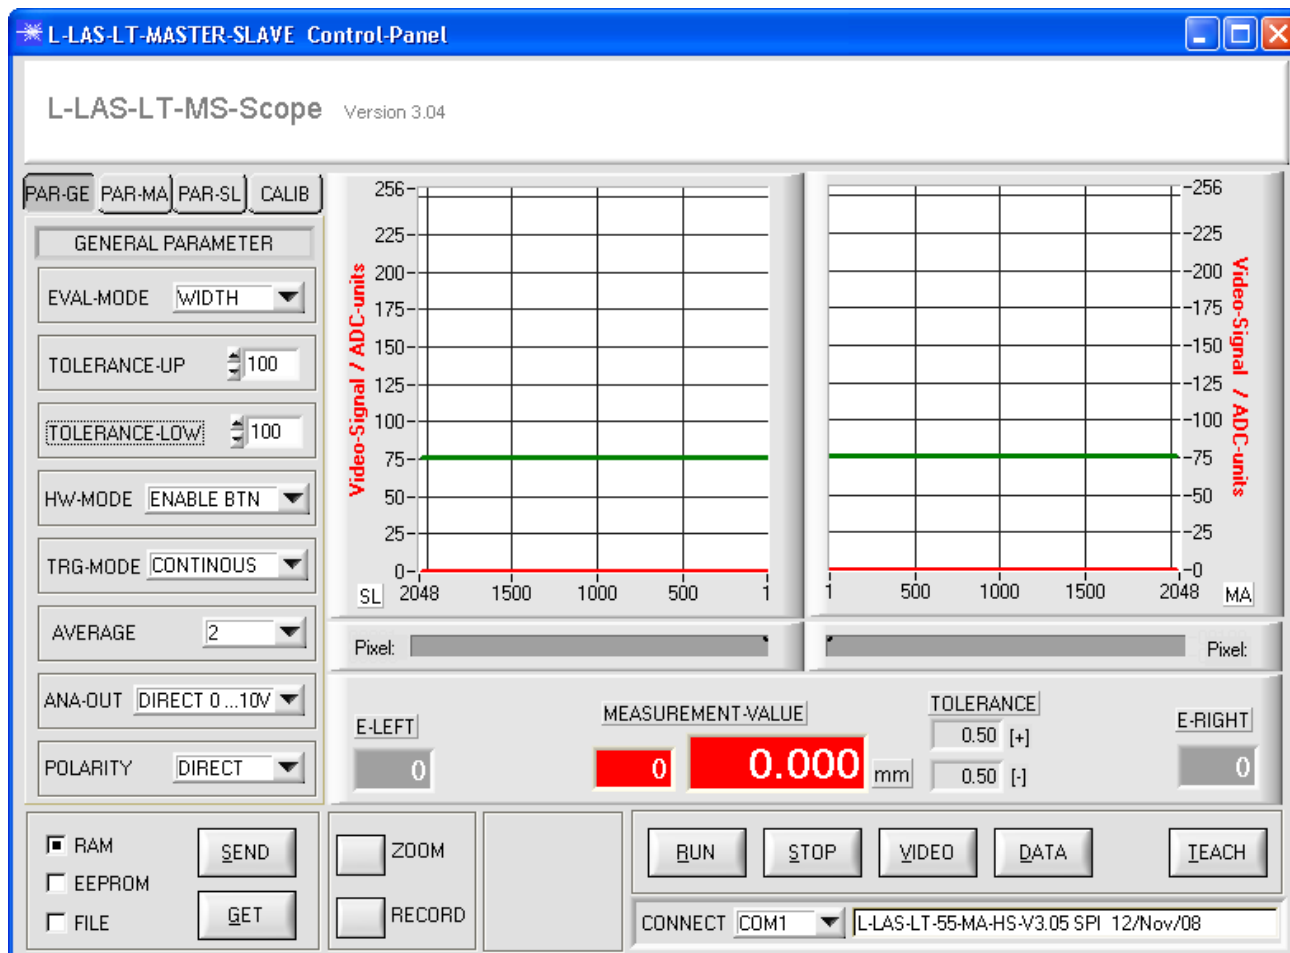 L-LAS-LT-MASTER-SLAVE Control-Panel
L-LAS-LT-MS-Scope Version 3.04
PAR-GE PAR-MA PAR-SL CALIB
GENERAL PARAMETER
EVAL-MODE WIDTH
TOLERANCE-UP 100
TOLERANCE-LOW 100
HW-MODE ENABLE BTN
TRG-MODE CONTINOUS
AVERAGE 2
ANA-OUT DIRECT 0 ...10V
POLARITY DIRECT
Video-Signal / ADC-units
256
225
200
175
150
125
100
75
50
25
0
SL 2048 1500 1000 500 1
256
225
200
175
150
125
100
75
50
25
0
Video-Signal / ADC-units
1 500 1000 1500 2048 MA
Pixel:
Pixel:
E-LEFT
0
MEASUREMENT-VALUE
0 0.000 mm
TOLERANCE
0.50 [+]
0.50 [-]
E-RIGHT
0
RAM
EEPROM
FILE
SEND
GET
ZOOM
RECORD
RUN STOP VIDEO DATA TEACH
CONNECT COM1 L-LAS-LT-55-MA-HS-V3.05 SPI 12/Nov/08